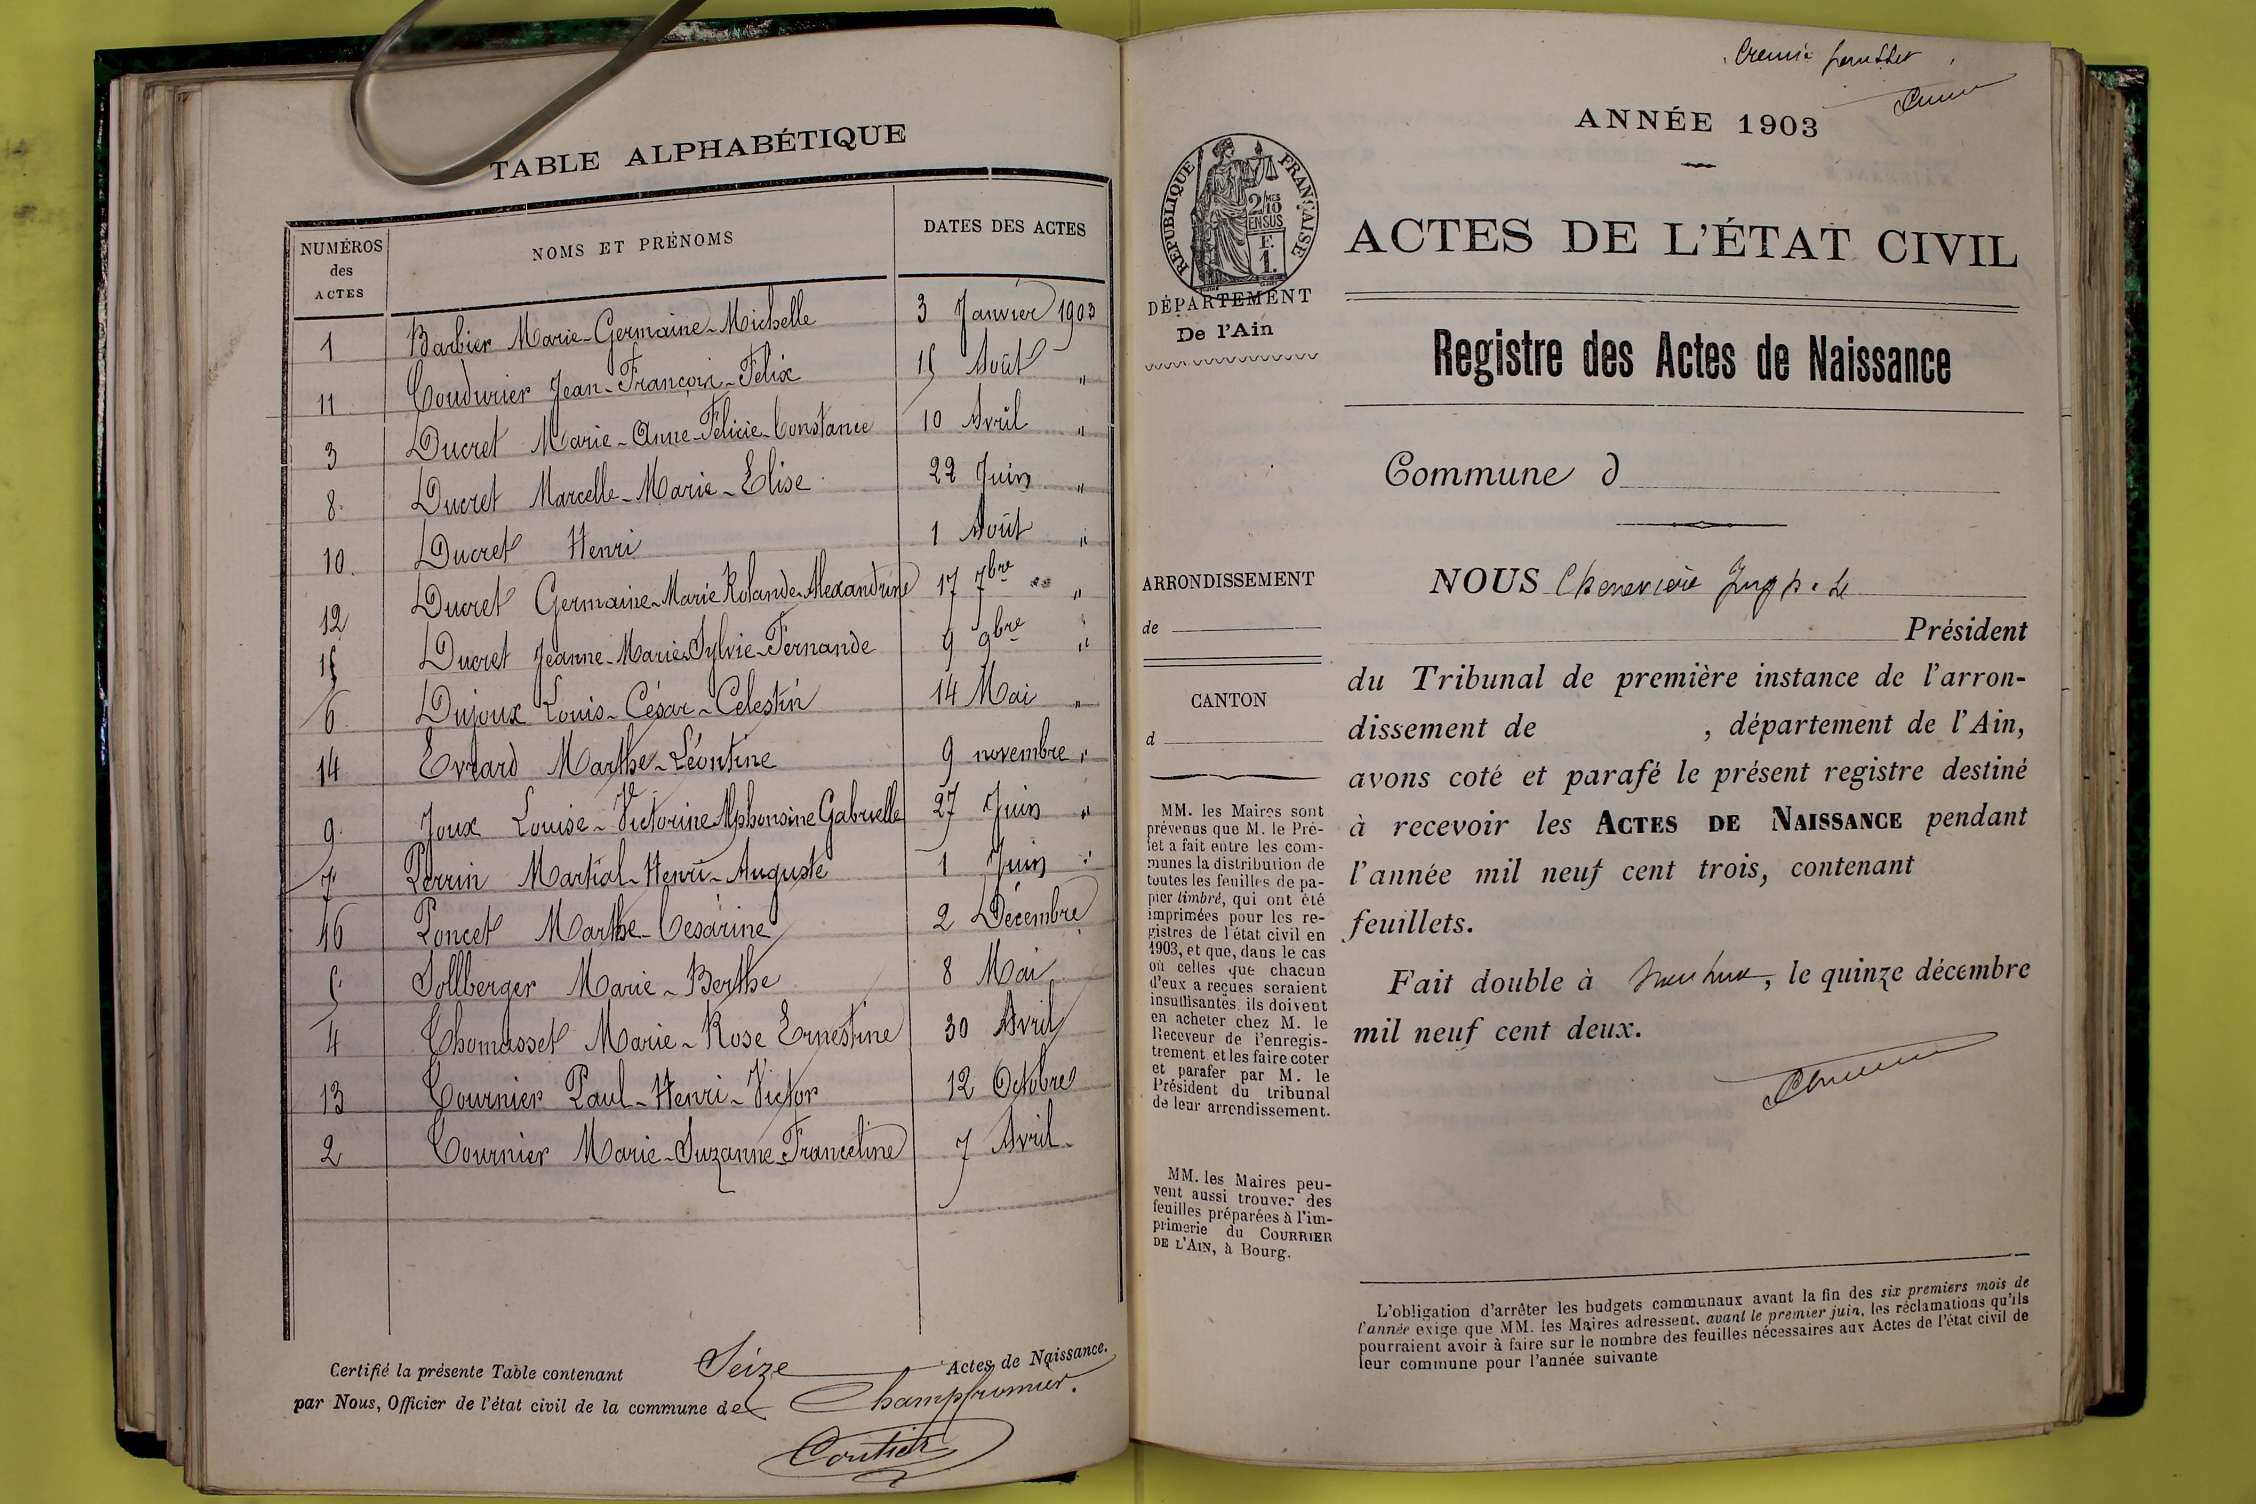 TABLE ALPHABÉTIQUE
NUMÉROS des ACTES
NOMS ET PRÉNOMS
DATES DES ACTES
1 Barbier Marie-Germaine-Michelle 3 Janvier 1903
11 Coudurier Jean-François-Felix 15 Août "
3 Ducret Marie-Anne-Félicie-Constance 10 Avril "
8 Ducret Marcelle-Marie-Elise 22 Juin "
10 Ducret Henri 1 Août "
12 Ducret Germaine-Marie Rolande-Alexandrine 17 7bre "
15 Ducret Jeanne-Marie-Sylvie-Fernande 9 9bre "
6 Dujoux Louis-César-Célestin 14 Mai "
14 Evrard Marthe-Léontine 9 novembre "
9 Joux Louise-Victorine Alphonsine Gabrielle 27 Juin "
7 Perrin Martial-Henri-Auguste 1 Juin "
16 Poncet Marthe-Césarine 2 Décembre
5 Sollberger Marie-Berthe 8 Mai
4 Thomasset Marie-Rose Ernestine 30 Avril
13 Tournier Paul-Henri-Victor 12 Octobre
2 Tournier Marie-Suzanne-Franceline 7 Avril
Certifié la présente Table contenant Seize Actes de Naissance.
par Nous, Officier de l'état civil de la commune de Champfromier.
Coutier
ANNÉE 1903
RÉPUBLIQUE FRANÇAISE
2/10 MES
EN SUS
F.
1.
DÉPARTEMENT
De l'Ain
ACTES DE L'ÉTAT CIVIL
Registre des Actes de Naissance
Commune d
ARRONDISSEMENT
de
CANTON
d
MM. les Maires sont
prévenus que M. le Pré-
fet a fait entre les com-
munes la distribution de
toutes les feuilles de pa-
pier timbré, qui ont été
imprimées pour les re-
gistres de l'état civil en
1903, et que, dans le cas
où celles que chacun
d'eux a reçues seraient
insuffisantes, ils doivent
en acheter chez M. le
Receveur de l'enregis-
trement et les faire coter
et parafer par M. le
Président du tribunal
de leur arrondissement.
MM. les Maires peu-
vent aussi trouver des
feuilles préparées à l'im-
primerie du COURRIER
DE L'AIN, à Bourg.
NOUS
Président
du Tribunal de première instance de l'arron-
dissement de , département de l'Ain,
avons coté et parafé le présent registre destiné
à recevoir les ACTES DE NAISSANCE pendant
l'année mil neuf cent trois, contenant
feuillets.
Fait double à , le quinze décembre
mil neuf cent deux.
L'obligation d'arrêter les budgets communaux avant la fin des six premiers mois de
l'année exige que MM. les Maires adressent, avant le premier juin, les réclamations qu'ils
pourraient avoir à faire sur le nombre des feuilles nécessaires aux Actes de l'état civil de
leur commune pour l'année suivante